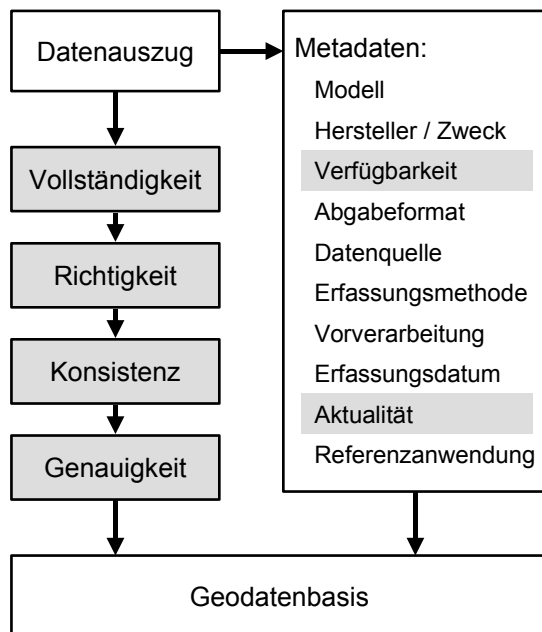 Datenauszug
Vollständigkeit
Richtigkeit
Konsistenz
Genauigkeit
Metadaten:
Modell
Hersteller / Zweck
Verfügbarkeit
Abgabeformat
Datenquelle
Erfassungsmethode
Vorverarbeitung
Erfassungsdatum
Aktualität
Referenzanwendung
Geodatenbasis